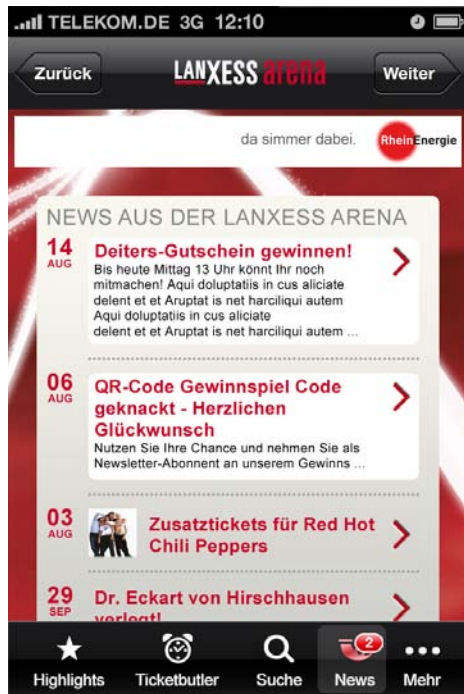 TELEKOM.DE 3G 12:10
Zurück
LANXESS arena
Weiter
da simmer dabei.
RheinEnergie
NEWS AUS DER LANXESS ARENA
14
AUG
Deiters-Gutschein gewinnen!
Bis heute Mittag 13 Uhr könnt Ihr noch
mitmachen! Aqui doluptatiis in cus aliciate
delent et et Aruptat is net harciliqui autem
Aqui doluptatiis in cus aliciate
delent et et Aruptat is net harciliqui autem ...
06
AUG
QR-Code Gewinnspiel Code
geknackt - Herzlichen
Glückwunsch
Nutzen Sie Ihre Chance und nehmen Sie als
Newsletter-Abonnent an unserem Gewinns ...
03
AUG
Zusatztickets für Red Hot
Chili Peppers
29
SEP
Dr. Eckart von Hirschhausen
verlegt!
2
Highlights
Ticketbutler
Suche
News
Mehr